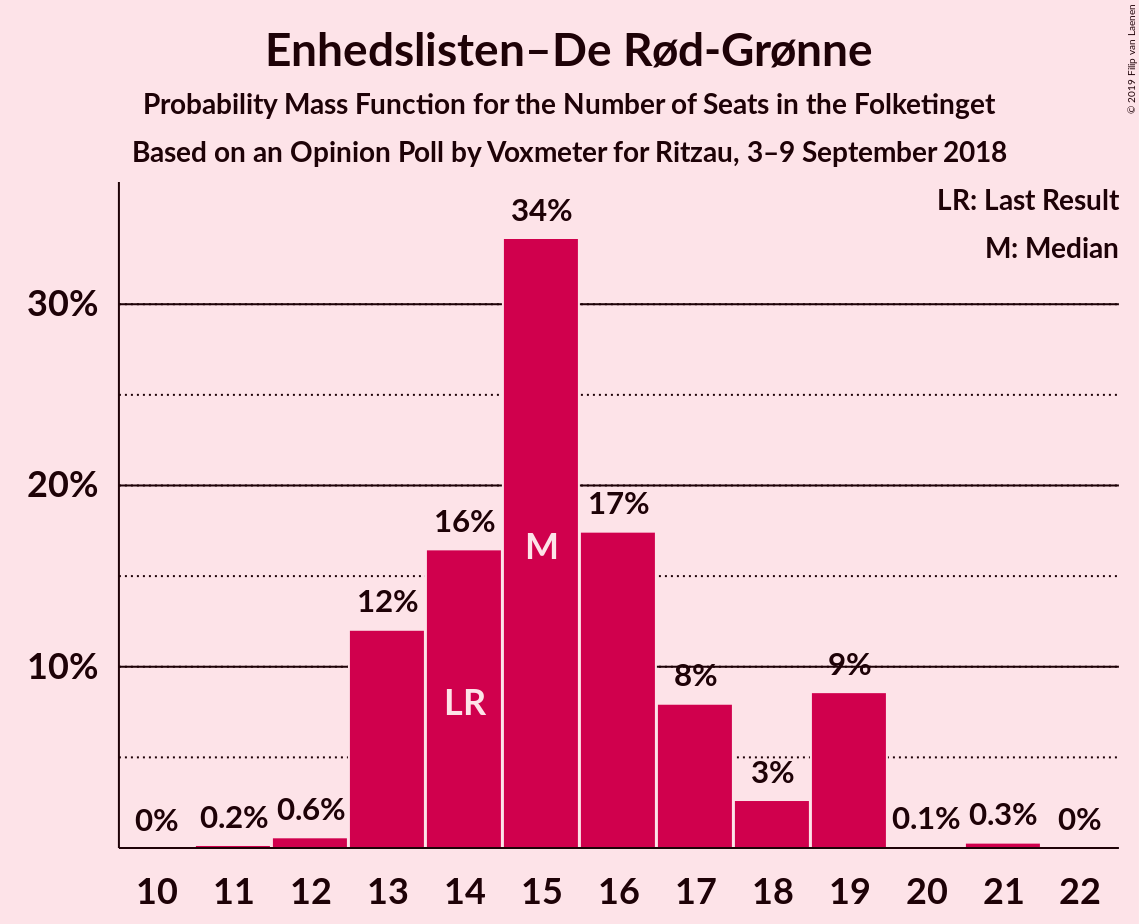 Enhedslisten–De Rød-Grønne
Probability Mass Function for the Number of Seats in the Folketinget
Based on an Opinion Poll by Voxmeter for Ritzau, 3–9 September 2018
© 2019 Filip van Laenen
LR: Last Result
M: Median
34%
30%
20%
17%
16%
M
12%
10%
9%
8%
LR
3%
0%
0.2%
0.6%
0.1%
0.3%
0%
10 11 12 13 14 15 16 17 18 19 20 21 22